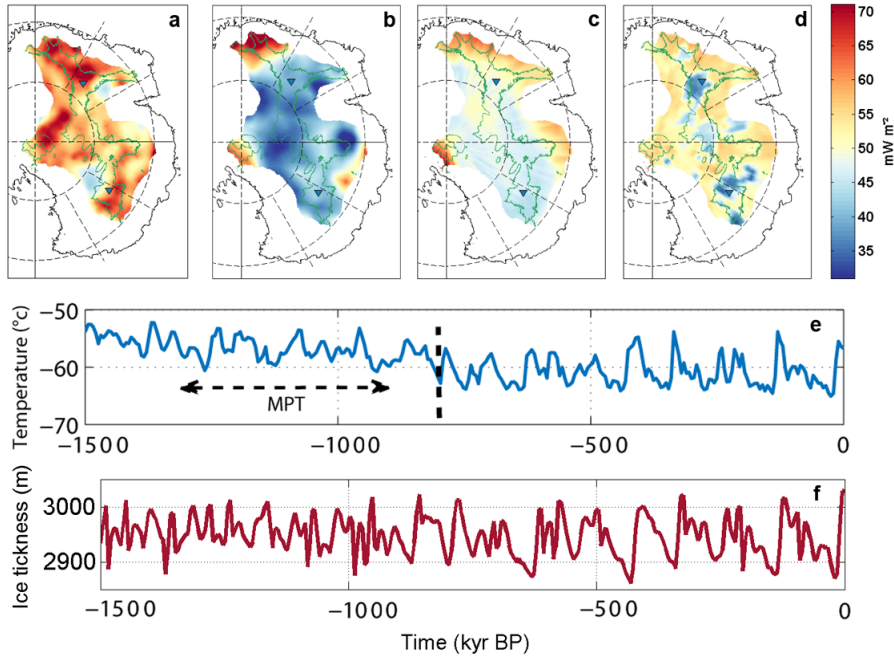 a b c d
70
65
60
55
50
45
40
35
mW m²
Temperature (°c)
−50
−60
−70
e
MPT
−1500 −1000 −500 0
Ice tickness (m)
3000
2900
f
−1500 −1000 −500 0
Time (kyr BP)